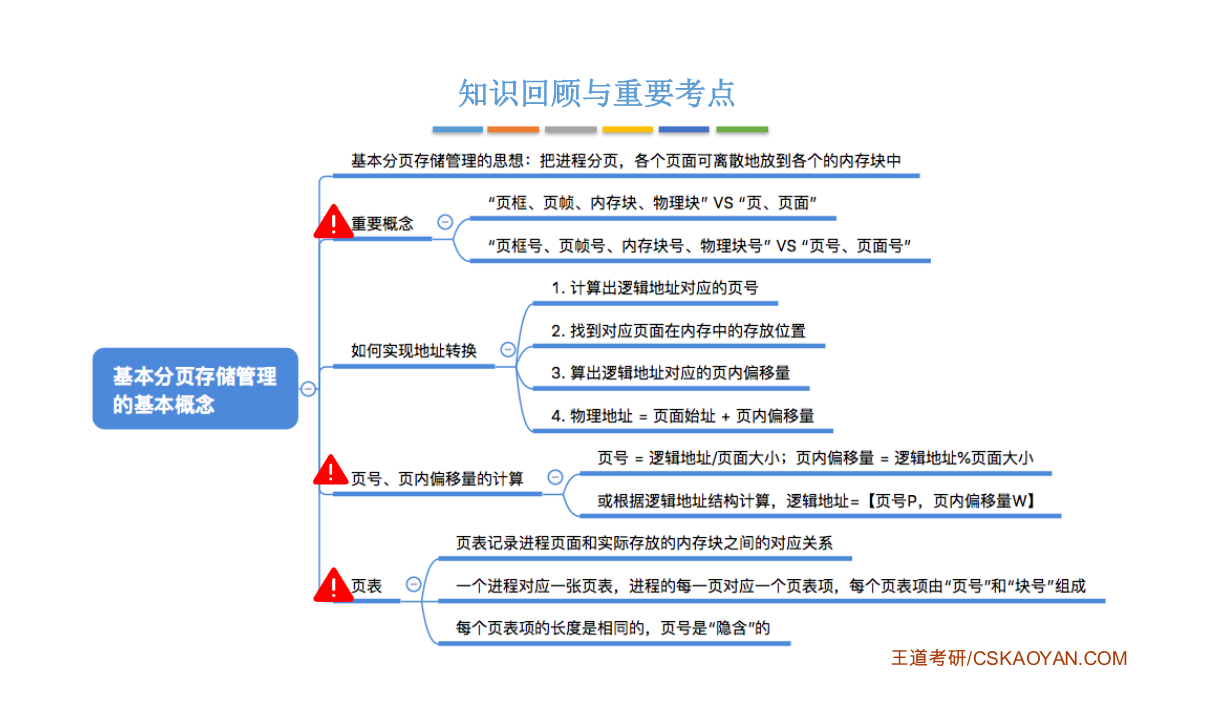 知识回顾与重要考点
基本分页存储管理的思想：把进程分页，各个页面可离散地放到各个的内存块中
重要概念
“页框、页帧、内存块、物理块” VS “页、页面”
“页框号、页帧号、内存块号、物理块号” VS “页号、页面号”
基本分页存储管理
的基本概念
如何实现地址转换
1. 计算出逻辑地址对应的页号
2. 找到对应页面在内存中的存放位置
3. 算出逻辑地址对应的页内偏移量
4. 物理地址 = 页面始址 + 页内偏移量
页号、页内偏移量的计算
页号 = 逻辑地址/页面大小；页内偏移量 = 逻辑地址%页面大小
或根据逻辑地址结构计算，逻辑地址=【页号P，页内偏移量W】
页表
页表记录进程页面和实际存放的内存块之间的对应关系
一个进程对应一张页表，进程的每一页对应一个页表项，每个页表项由“页号”和“块号”组成
每个页表项的长度是相同的，页号是“隐含”的
王道考研/CSKAOYAN.COM